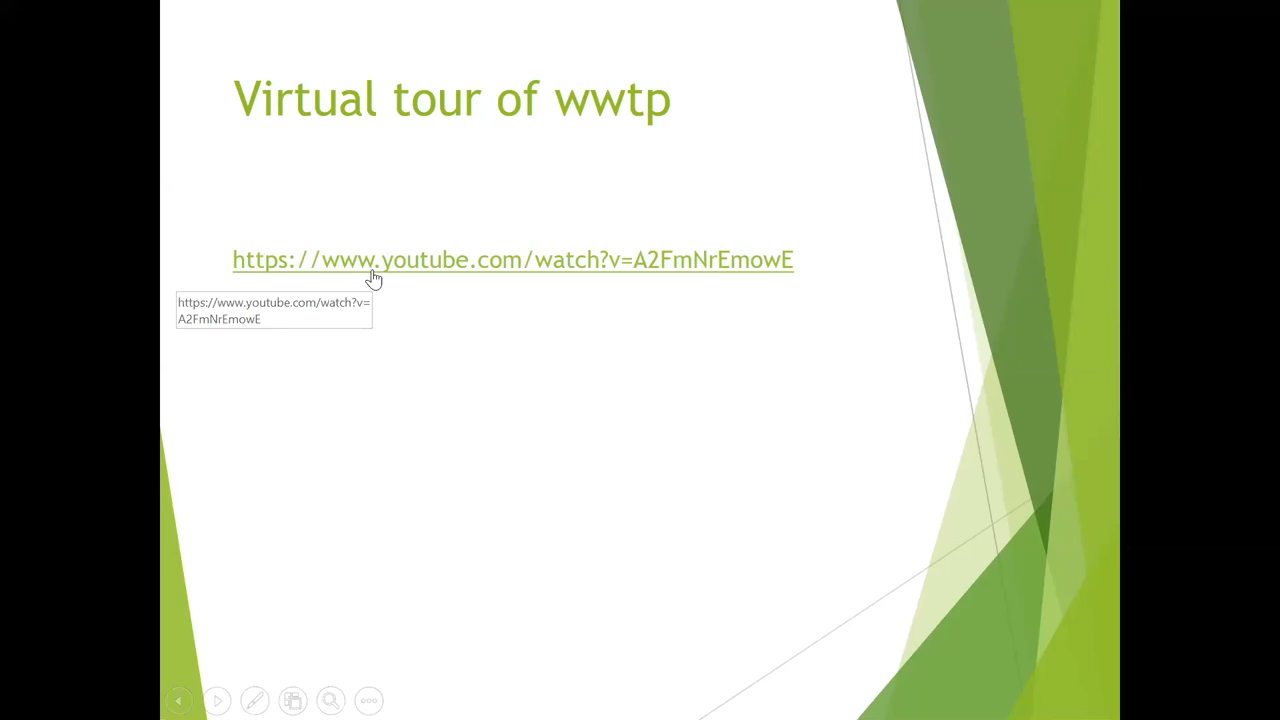 Virtual tour of wwtp
https://www.youtube.com/watch?v=A2FmNrEmowE
https://www.youtube.com/watch?v=
A2FmNrEmowE